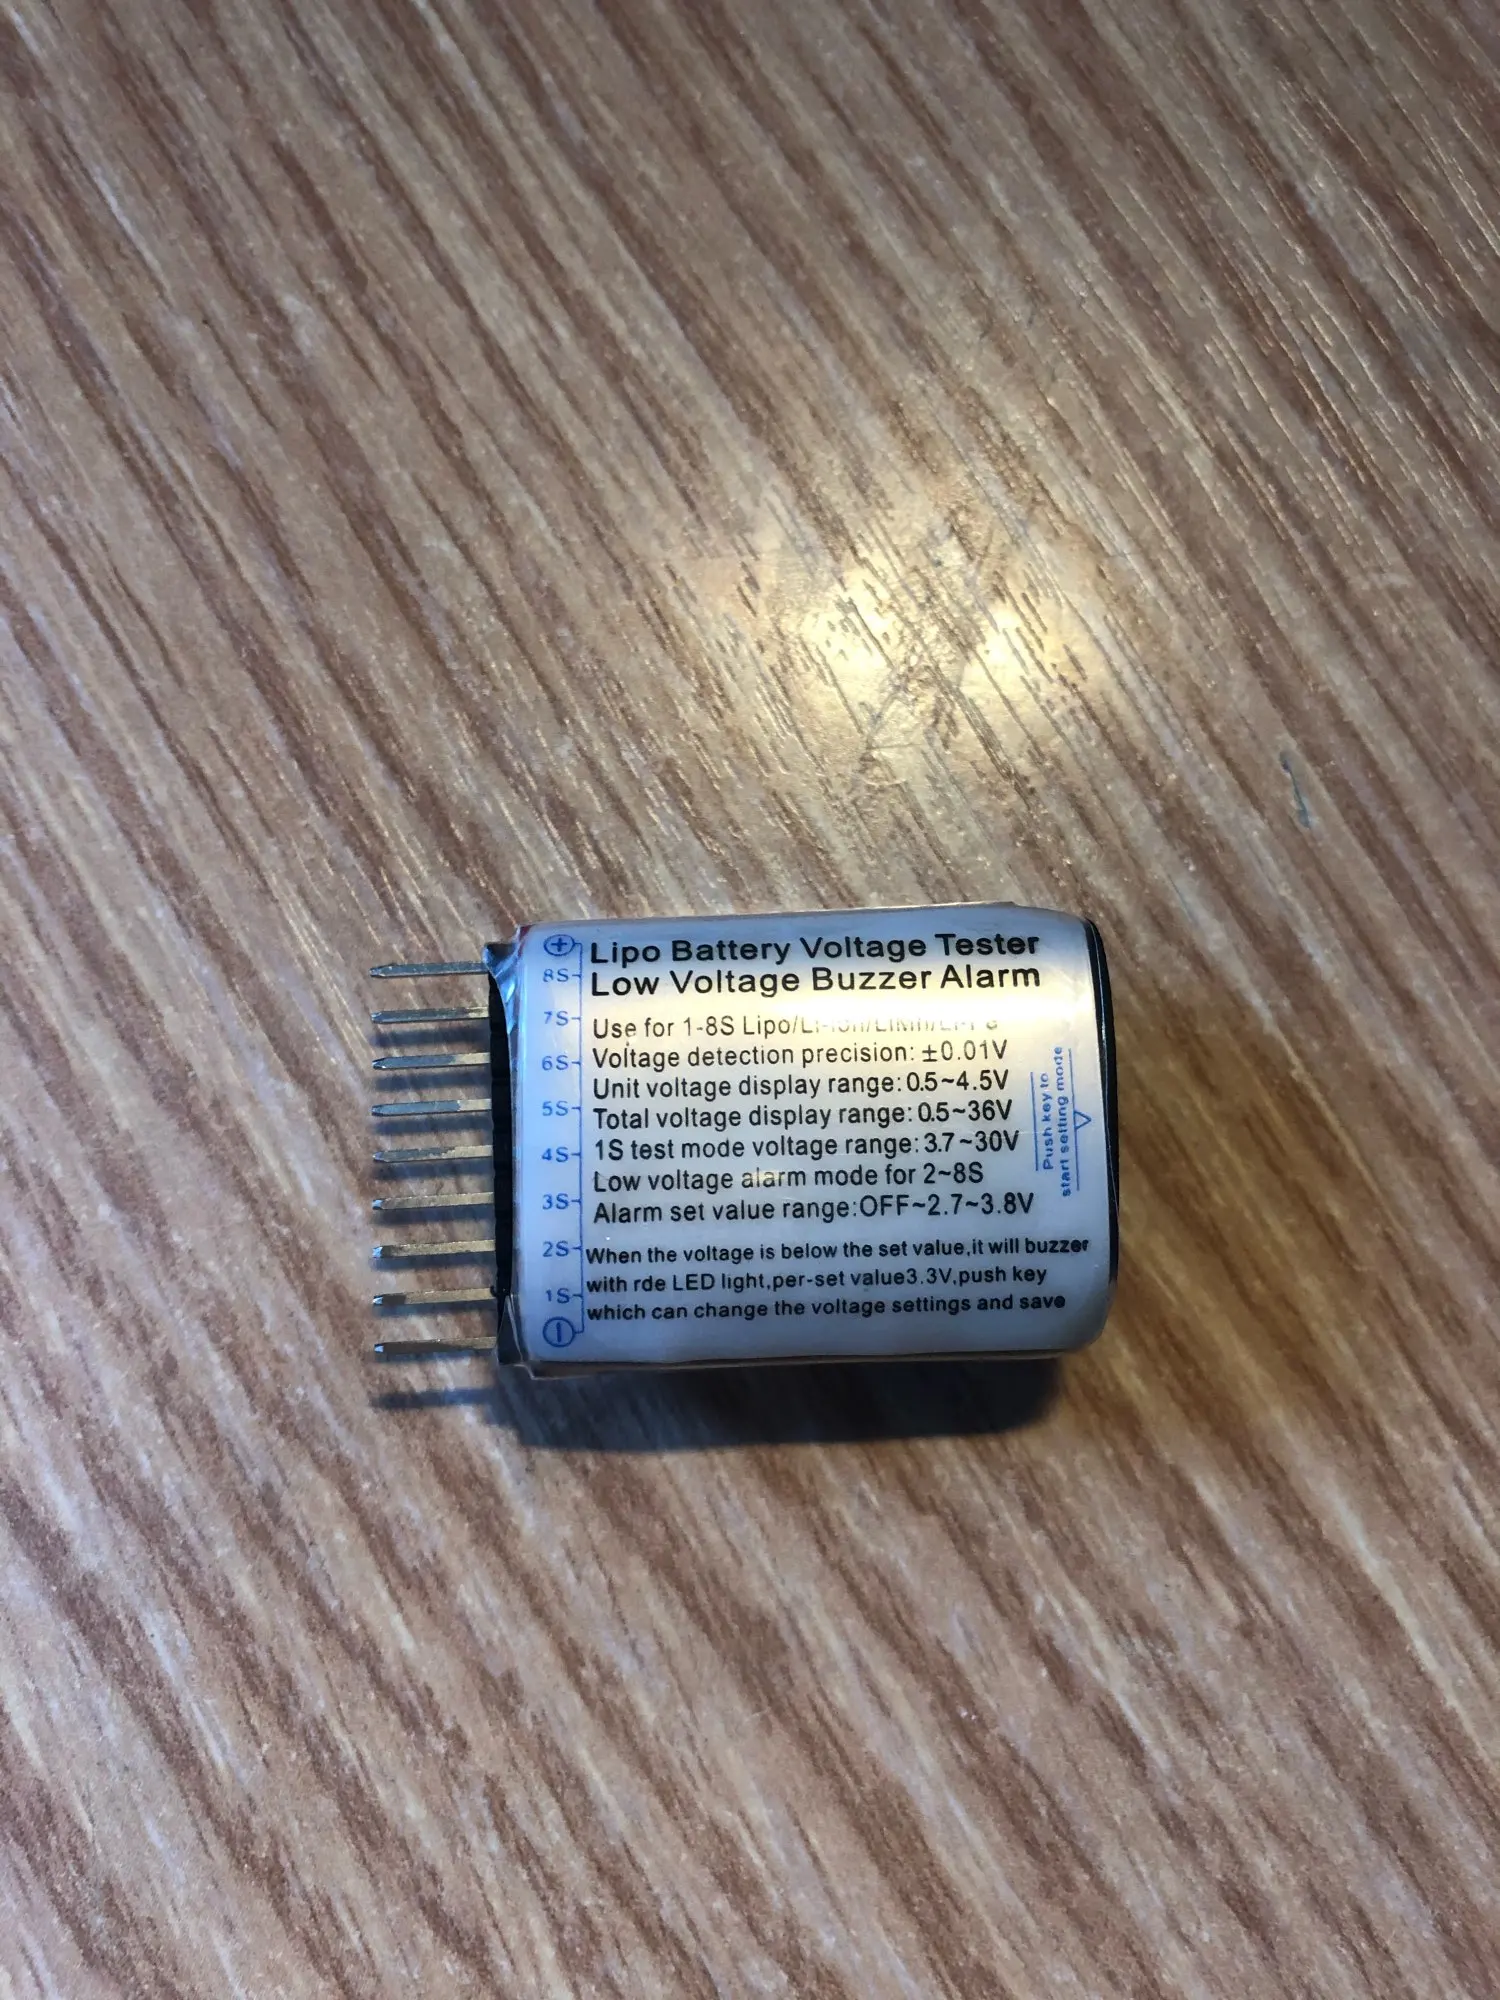 Lipo Battery Voltage Tester
Low Voltage Buzzer Alarm
Use for 1-8S Lipo/
Voltage detection precision: ±0.01V
Unit voltage display range: 0.5~4.5V
Total voltage display range: 0.5~36V
1S test mode voltage range: 3.7~30V
Low voltage alarm mode for 2~8S
Alarm set value range:OFF~2.7~3.8V
When the voltage is below the set value,it will buzzer
with rde LED light,per-set value3.3V,push key
which can change the voltage settings and save
+
8S
7S
6S
5S
4S
3S
2S
1S
−
Push key to
start setting mode